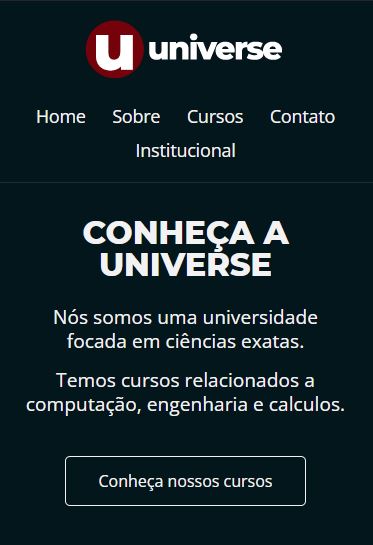 u universe
Home Sobre Cursos Contato
Institucional
CONHEÇA A
UNIVERSE
Nós somos uma universidade
focada em ciências exatas.
Temos cursos relacionados a
computação, engenharia e calculos.
Conheça nossos cursos